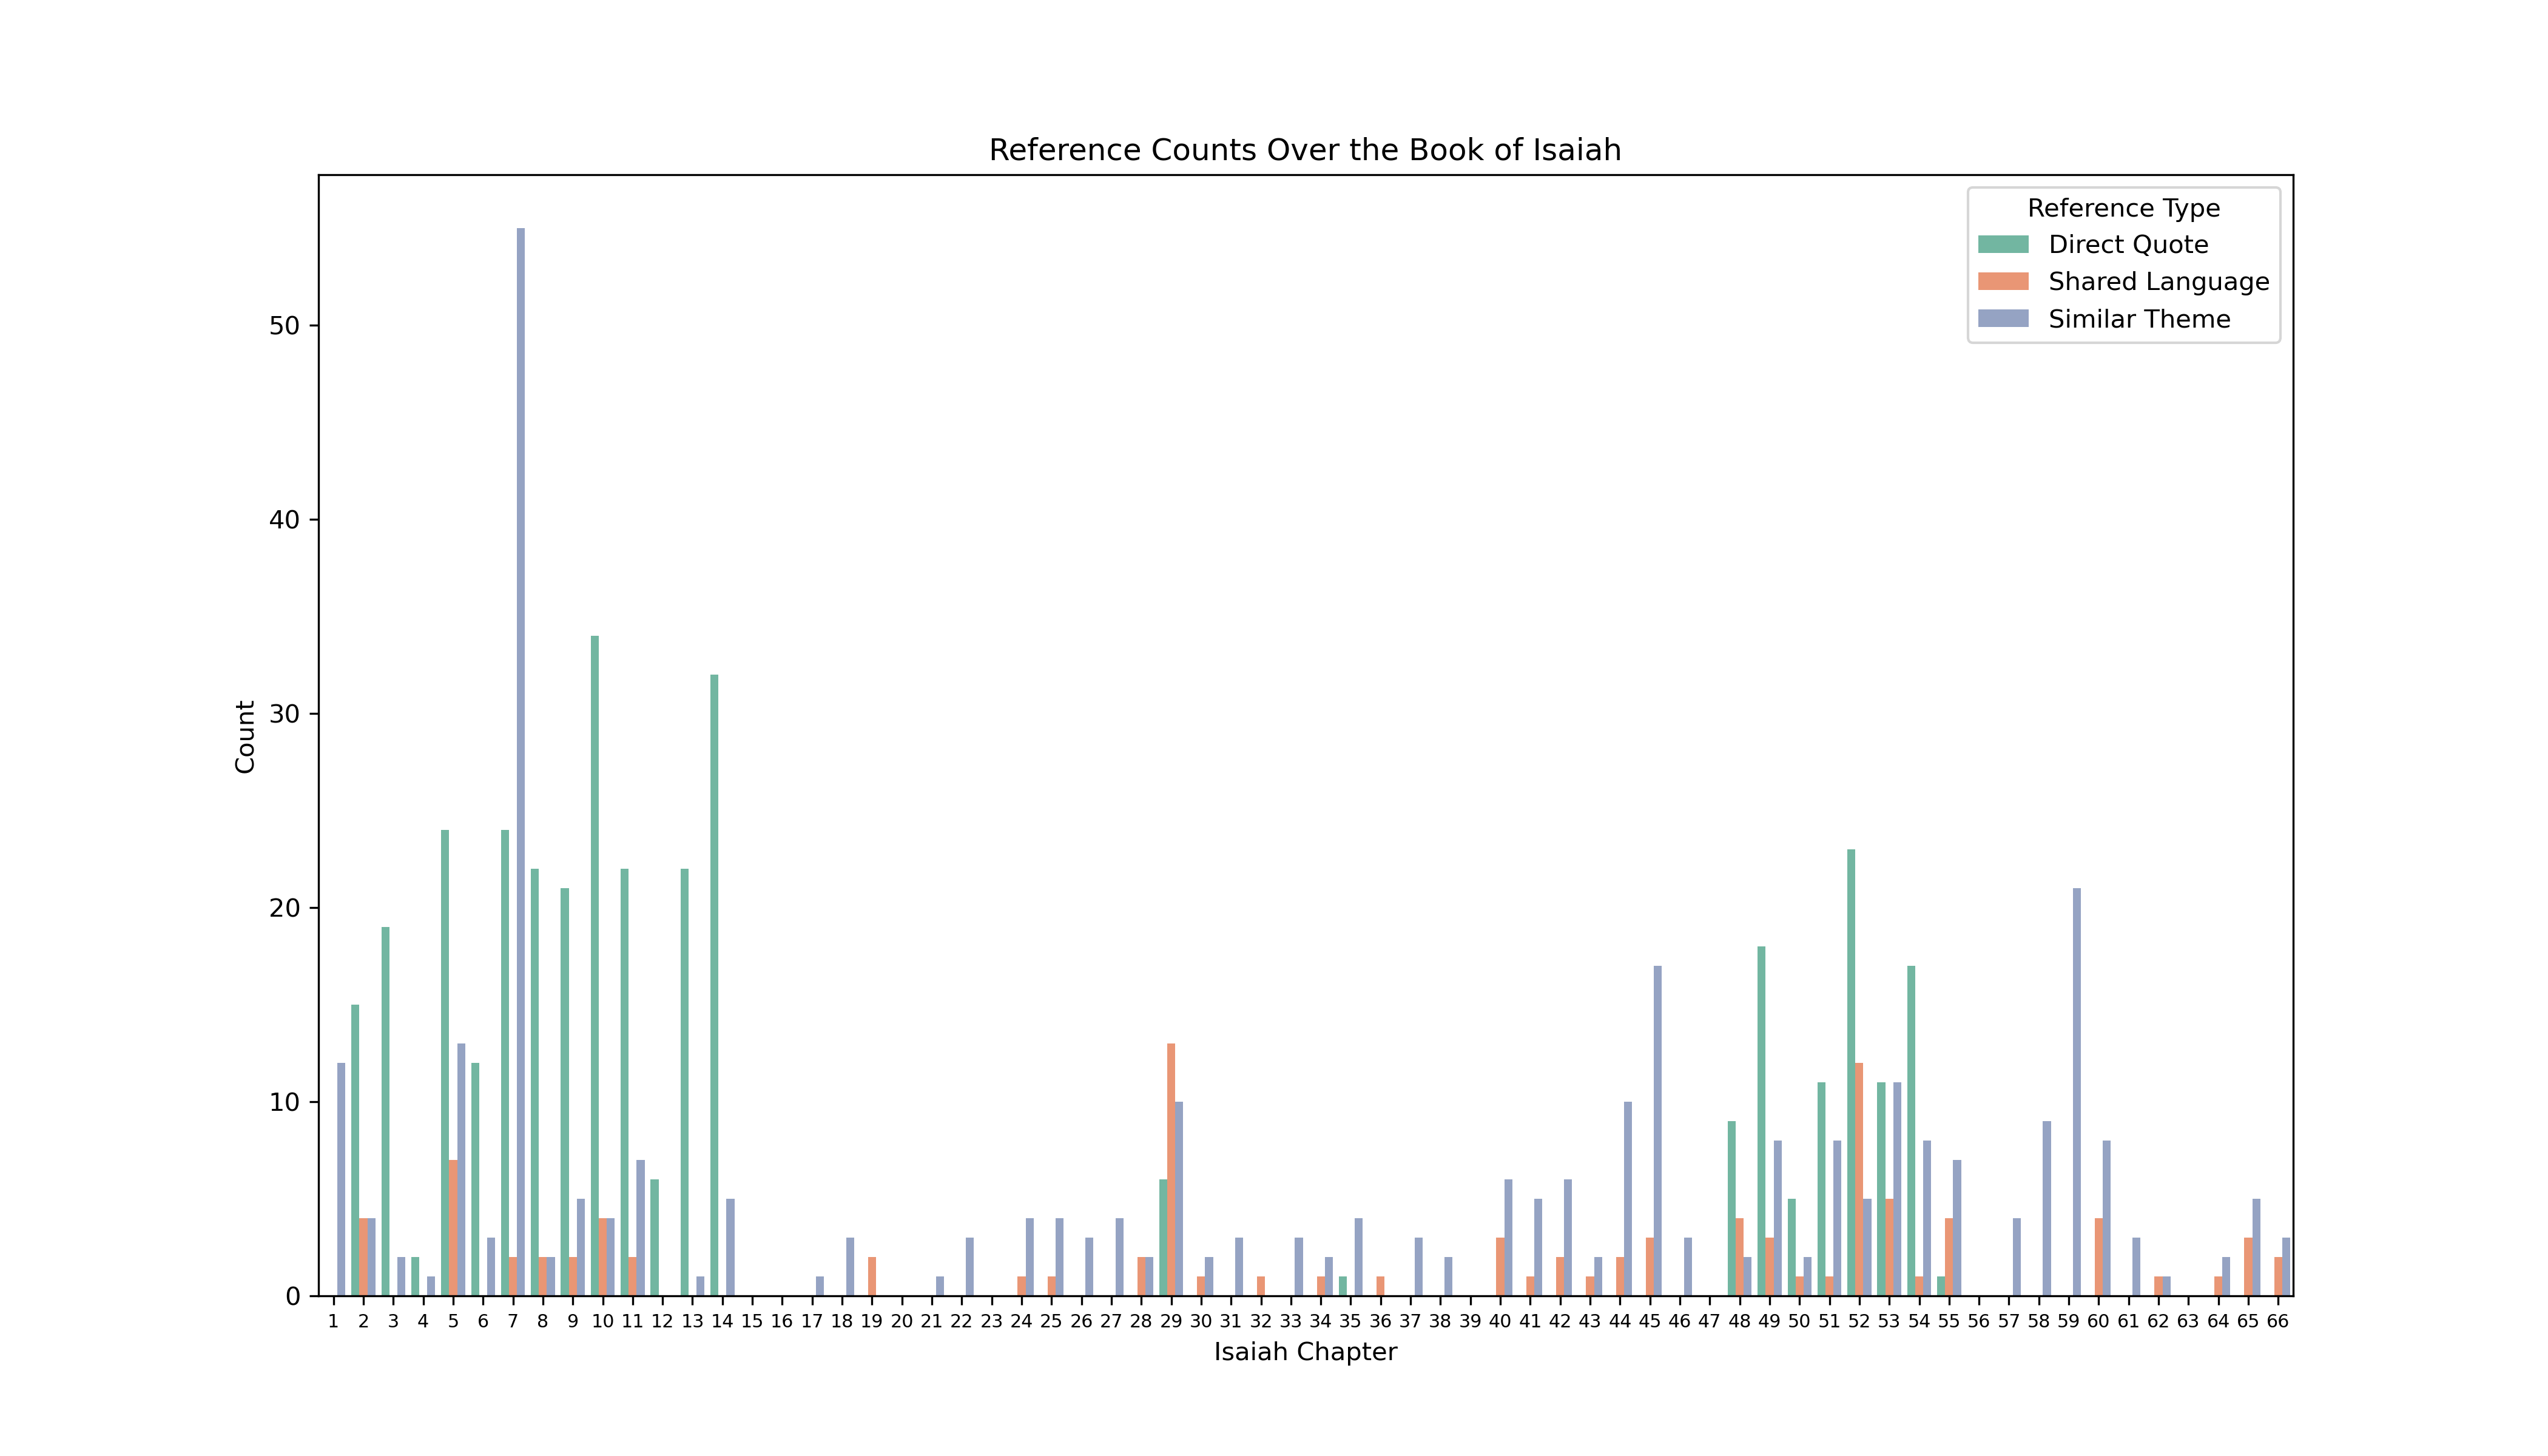 Reference Counts Over the Book of Isaiah
Reference Type
Direct Quote
Shared Language
Similar Theme
50
40
30
20
10
0
Count
1 2 3 4 5 6 7 8 9 10 11 12 13 14 15 16 17 18 19 20 21 22 23 24 25 26 27 28 29 30 31 32 33 34 35 36 37 38 39 40 41 42 43 44 45 46 47 48 49 50 51 52 53 54 55 56 57 58 59 60 61 62 63 64 65 66
Isaiah Chapter